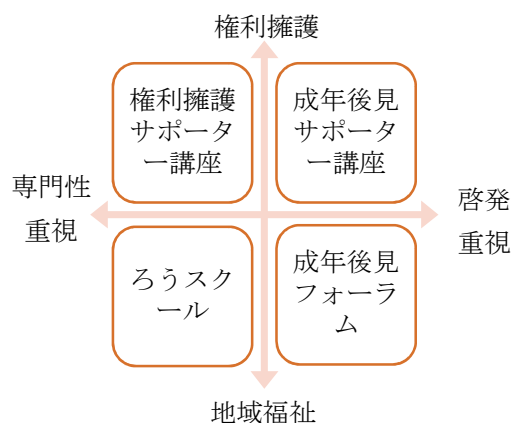 権利擁護
権利擁護
サポータ
ー講座
成年後見
サポータ
ー講座
専門性
重視
啓発
重視
ろうスク
ール
成年後見
フォーラ
ム
地域福祉